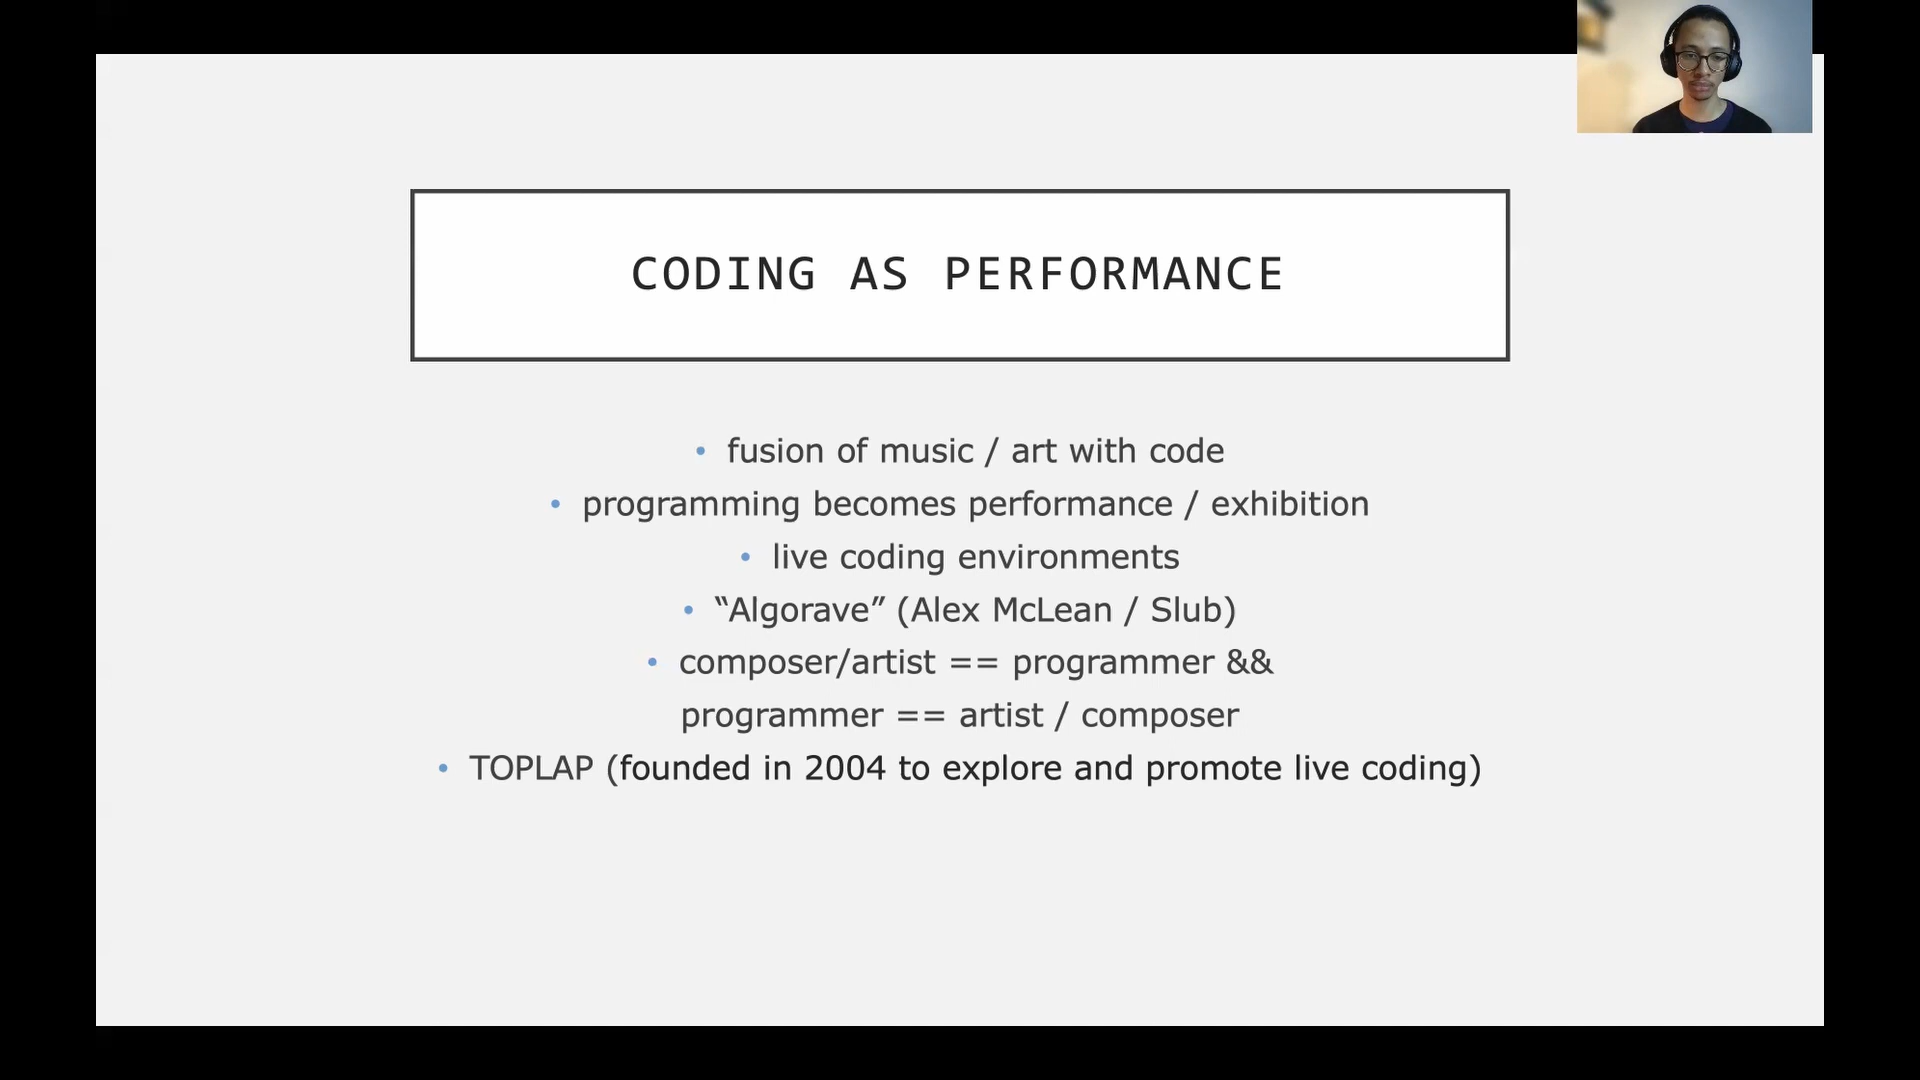 CODING AS PERFORMANCE
• fusion of music / art with code
• programming becomes performance / exhibition
• live coding environments
• “Algorave” (Alex McLean / Slub)
• composer/artist == programmer &&
programmer == artist / composer
• TOPLAP (founded in 2004 to explore and promote live coding)